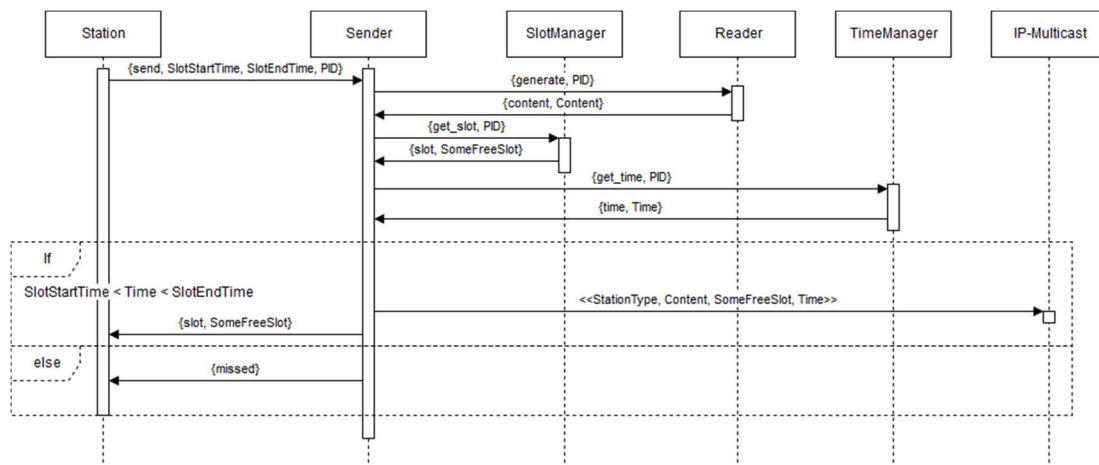 Station
Sender
SlotManager
Reader
TimeManager
IP-Multicast
{send, SlotStartTime, SlotEndTime, PID}
{generate, PID}
{content, Content}
{get_slot, PID}
{slot, SomeFreeSlot}
{get_time, PID}
{time, Time}
If
SlotStartTime < Time < SlotEndTime
<<StationType, Content, SomeFreeSlot, Time>>
{slot, SomeFreeSlot}
else
{missed}